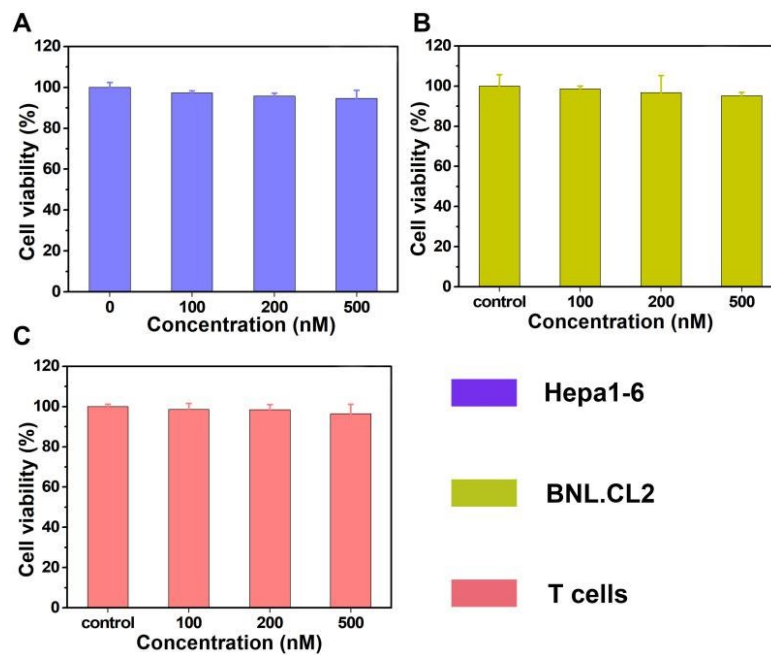 A
Cell viability (%)
120
100
80
60
40
20
0
0 100 200 500
Concentration (nM)
B
Cell viability (%)
120
100
80
60
40
20
0
control 100 200 500
Concentration (nM)
C
Cell viability (%)
120
100
80
60
40
20
0
control 100 200 500
Concentration (nM)
Hepa1-6
BNL.CL2
T cells